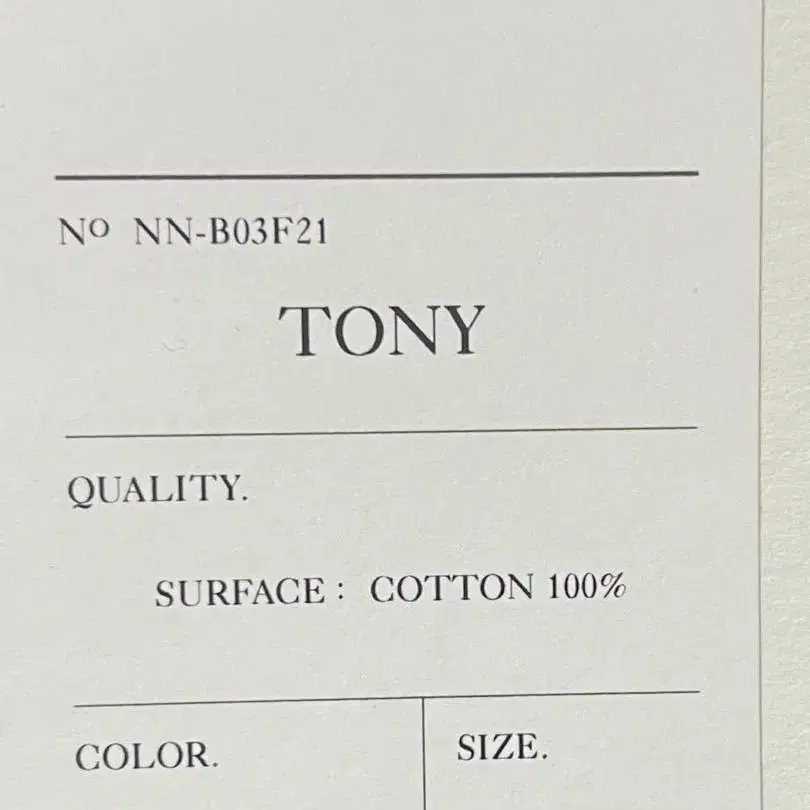 Nº NN-B03F21
TONY
QUALITY.
SURFACE : COTTON 100%
COLOR. SIZE.